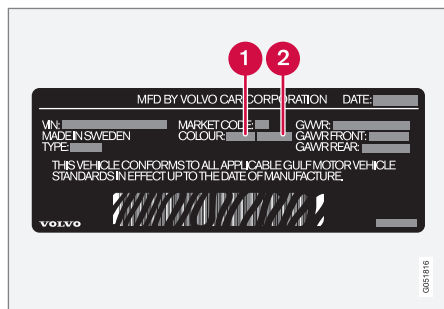 1 2
MFD BY VOLVO CAR CORPORATION DATE:
VIN: MARKET CODE: GVWR:
MADE IN SWEDEN COLOUR: GAWR FRONT:
TYPE: GAWR REAR:
THIS VEHICLE CONFORMS TO ALL APPLICABLE GULF MOTOR VEHICLE
STANDARDS IN EFFECT UP TO THE DATE OF MANUFACTURE.
VOLVO
G051816